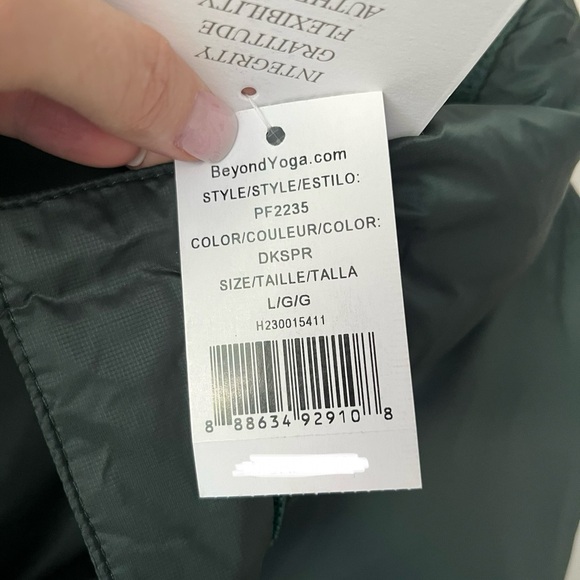 INTEGRITY
GRATITUDE
FLEXIBILITY
BeyondYoga.com
STYLE/STYLE/ESTILO:
PF2235
COLOR/COULEUR/COLOR:
DKSPR
SIZE/TAILLE/TALLA
L/G/G
H230015411
8 88634 92910 8